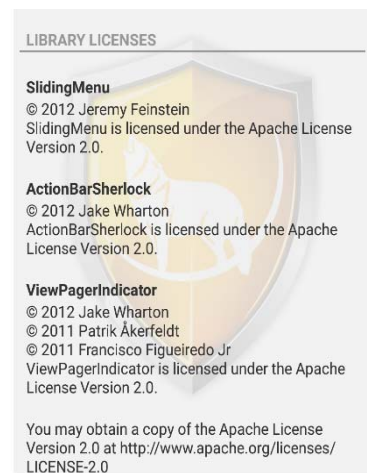 LIBRARY LICENSES
SlidingMenu
© 2012 Jeremy Feinstein
SlidingMenu is licensed under the Apache License
Version 2.0.
ActionBarSherlock
© 2012 Jake Wharton
ActionBarSherlock is licensed under the Apache
License Version 2.0.
ViewPagerIndicator
© 2012 Jake Wharton
© 2011 Patrik Åkerfeldt
© 2011 Francisco Figueiredo Jr
ViewPagerIndicator is licensed under the Apache
License Version 2.0.
You may obtain a copy of the Apache License
Version 2.0 at http://www.apache.org/licenses/
LICENSE-2.0